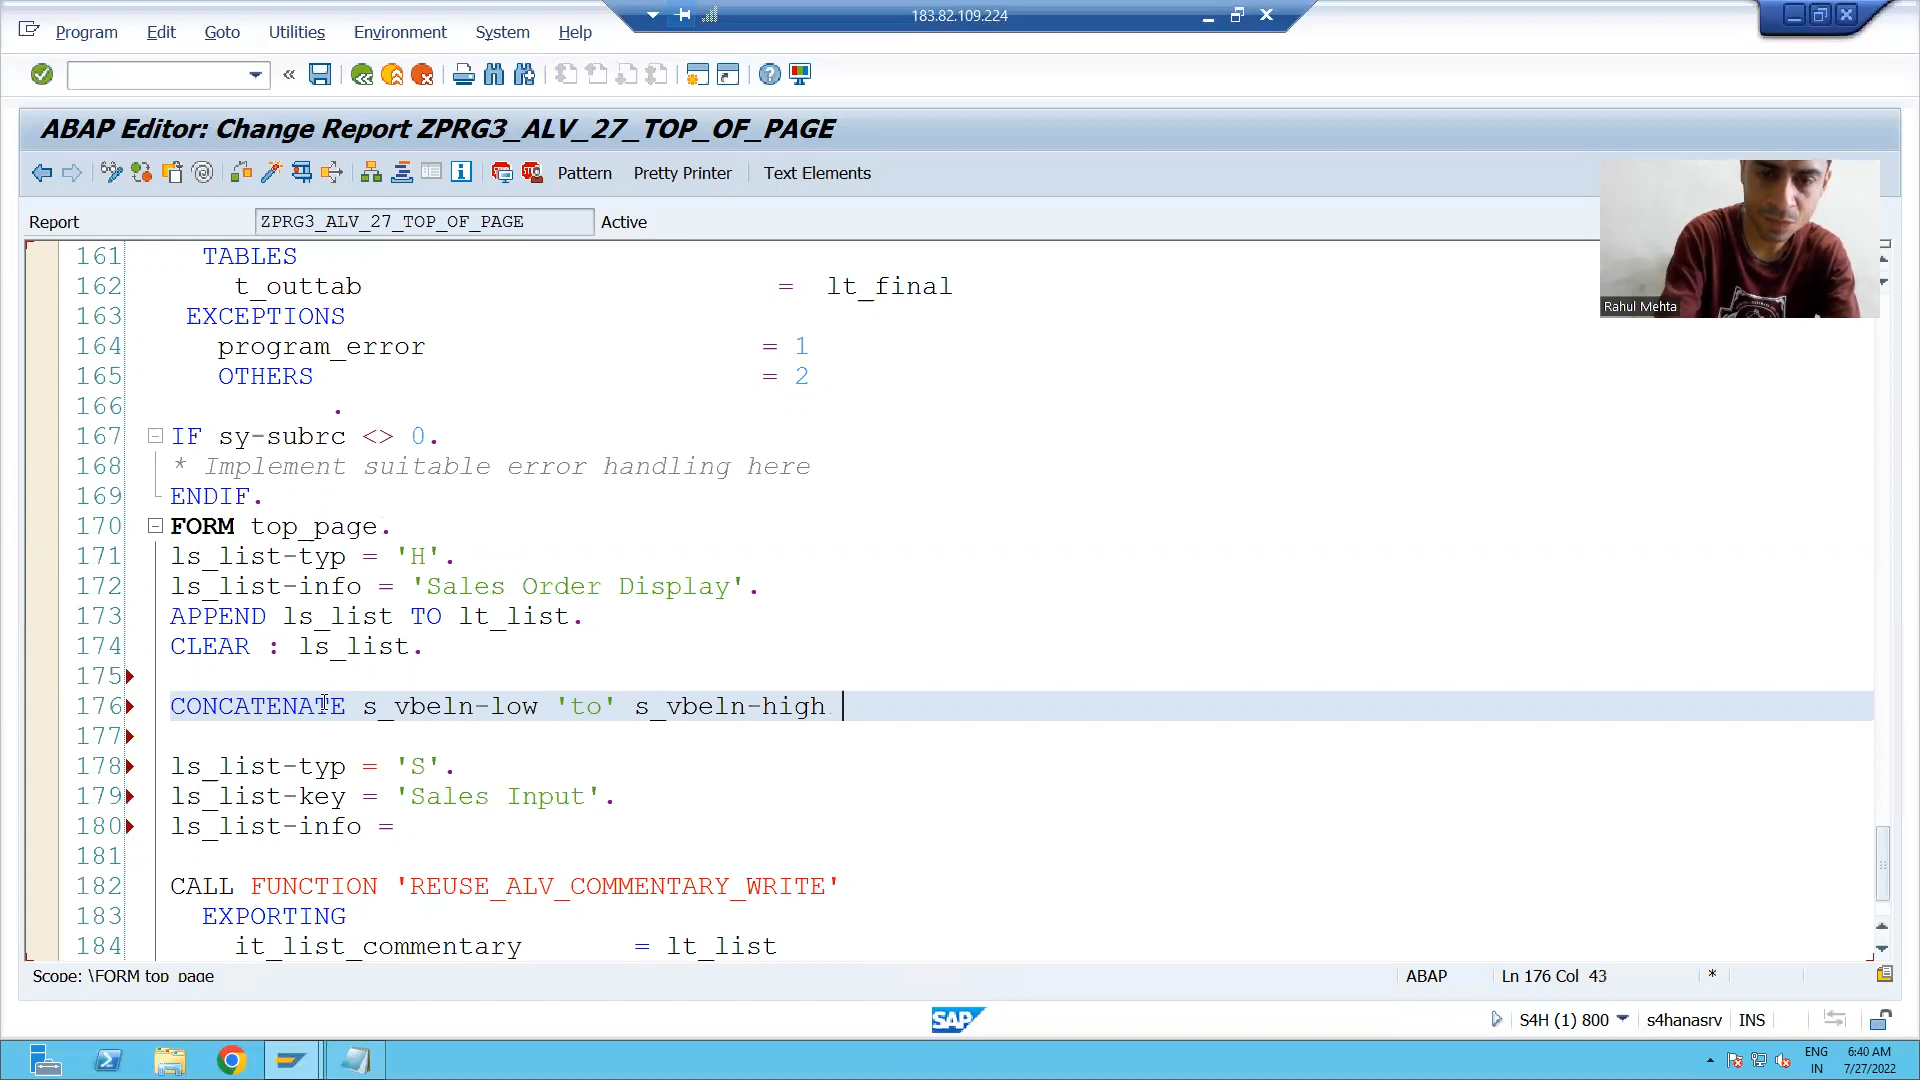 183.82.109.224
Program Edit Goto Utilities Environment System Help
ABAP Editor: Change Report ZPRG3_ALV_27_TOP_OF_PAGE
Pattern Pretty Printer Text Elements
Report ZPRG3_ALV_27_TOP_OF_PAGE Active
Rahul Mehta
161 TABLES
162 t_outtab = lt_final
163 EXCEPTIONS
164 program_error = 1
165 OTHERS = 2
166 .
167 IF sy-subrc <> 0.
168 * Implement suitable error handling here
169 ENDIF.
170 FORM top_page.
171 ls_list-typ = 'H'.
172 ls_list-info = 'Sales Order Display'.
173 APPEND ls_list TO lt_list.
174 CLEAR : ls_list.
175
176 CONCATENATE s_vbeln-low 'to' s_vbeln-high
177
178 ls_list-typ = 'S'.
179 ls_list-key = 'Sales Input'.
180 ls_list-info =
181
182 CALL FUNCTION 'REUSE_ALV_COMMENTARY_WRITE'
183 EXPORTING
184 it_list_commentary = lt_list
Scope: \FORM top_page ABAP Ln 176 Col 43 *
SAP S4H (1) 800 s4hanasrv INS
ENG 6:40 AM
IN 7/27/2022